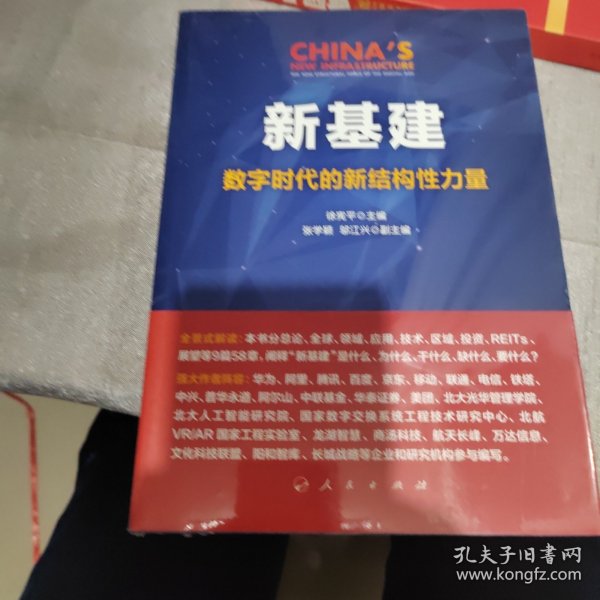 CHINA'S
NEW INFRASTRUCTURE
THE NEW STRUCTURAL FORCE OF THE DIGITAL AGE
新基建
数字时代的新结构性力量
徐宪平◎主编
张学颖 邬江兴◎副主编
全景式解读：本书分总论、全球、领域、应用、技术、区域、投资、REITs、
展望等9篇58章，阐释“新基建”是什么、为什么、干什么、缺什么、要什么？
强大作者阵容：华为、阿里、腾讯、百度、京东、移动、联通、电信、铁塔、
中兴、普华永道、阿尔山、中联基金、华泰证券、美团、北大光华管理学院、
北大人工智能研究院、国家数字交换系统工程技术研究中心、北航
VR/AR 国家工程实验室、龙湖智慧、商汤科技、航天长峰、万达信息、
文化科技联盟、阳和智库、长城战略等企业和研究机构参与编写。
人民出版社
孔夫子旧书网
www.kongfz.com